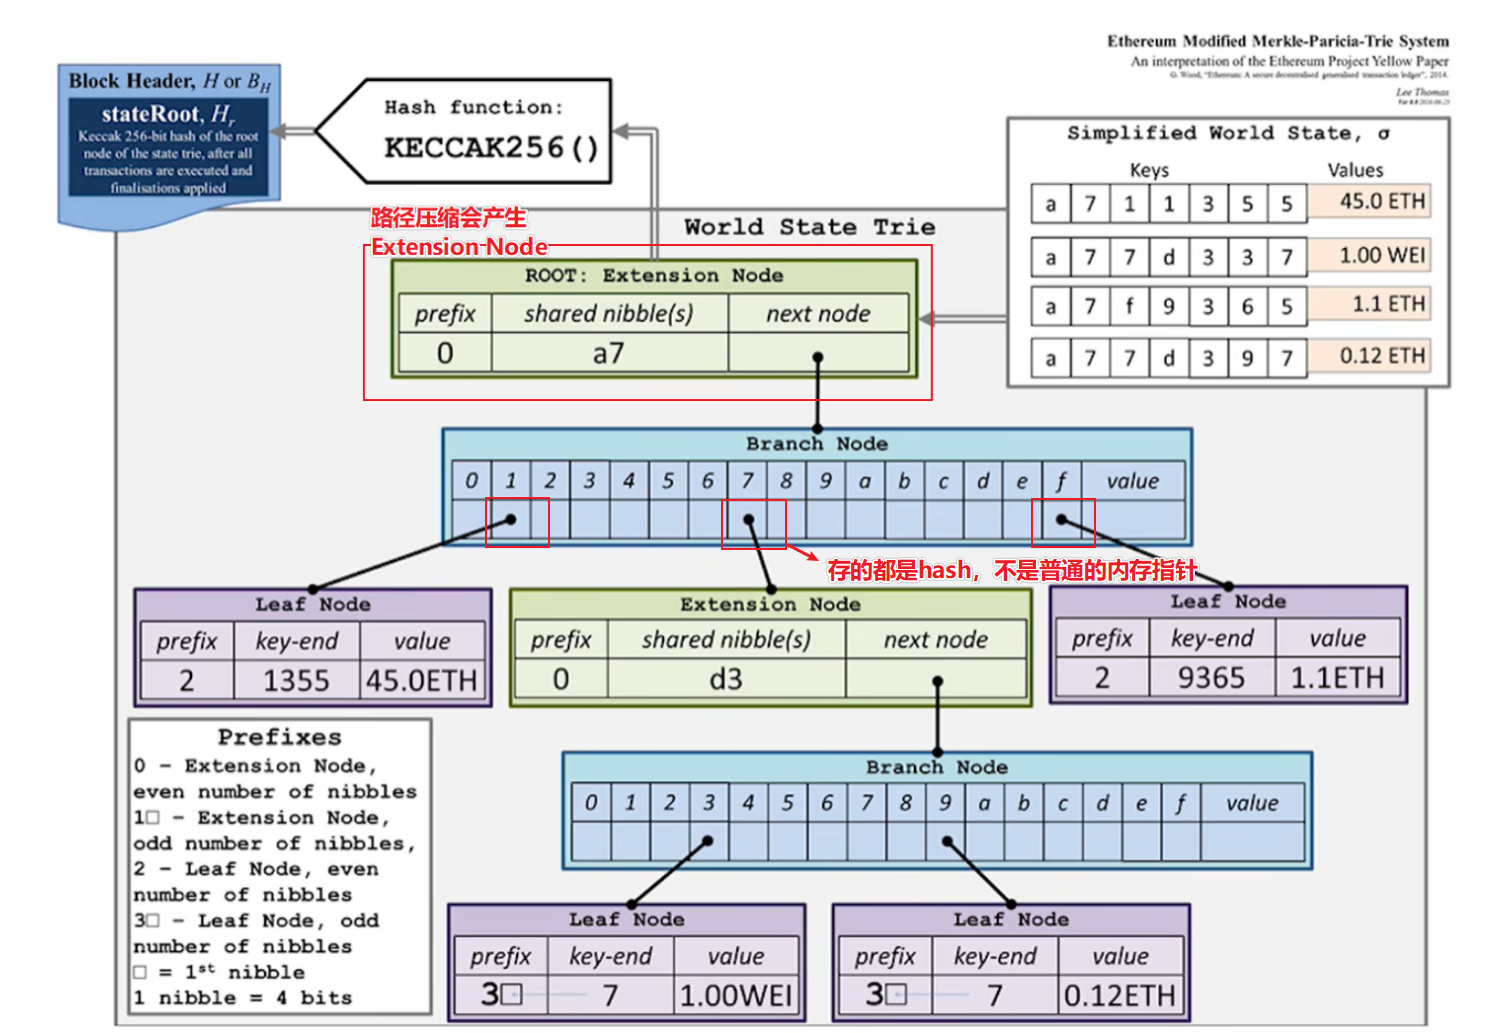 Ethereum Modified Merkle-Paricia-Trie System
An interpretation of the Ethereum Project Yellow Paper
G. Wood, "Ethereum: A secure decentralised generalised transaction ledger", 2014.
Lee Thomas
Block Header, H or B_H
stateRoot, H_r
Keccak 256-bit hash of the root
node of the state trie, after all
transactions are executed and
finalisations applied
Hash function:
KECCAK256()
Simplified World State, σ
Keys Values
a 7 1 1 3 5 5 45.0 ETH
a 7 7 d 3 3 7 1.00 WEI
a 7 f 9 3 6 5 1.1 ETH
a 7 7 d 3 9 7 0.12 ETH
路径压缩会产生
Extension Node
World State Trie
ROOT: Extension Node
prefix shared nibble(s) next node
0 a7
Branch Node
0 1 2 3 4 5 6 7 8 9 a b c d e f value
存的都是hash，不是普通的内存指针
Leaf Node
prefix key-end value
2 1355 45.0ETH
Extension Node
prefix shared nibble(s) next node
0 d3
Leaf Node
prefix key-end value
2 9365 1.1ETH
Prefixes
0 - Extension Node,
even number of nibbles
1□ - Extension Node,
odd number of nibbles,
2 - Leaf Node, even
number of nibbles
3□ - Leaf Node, odd
number of nibbles
□ = 1st nibble
1 nibble = 4 bits
Branch Node
0 1 2 3 4 5 6 7 8 9 a b c d e f value
Leaf Node
prefix key-end value
3□ 7 1.00WEI
Leaf Node
prefix key-end value
3□ 7 0.12ETH